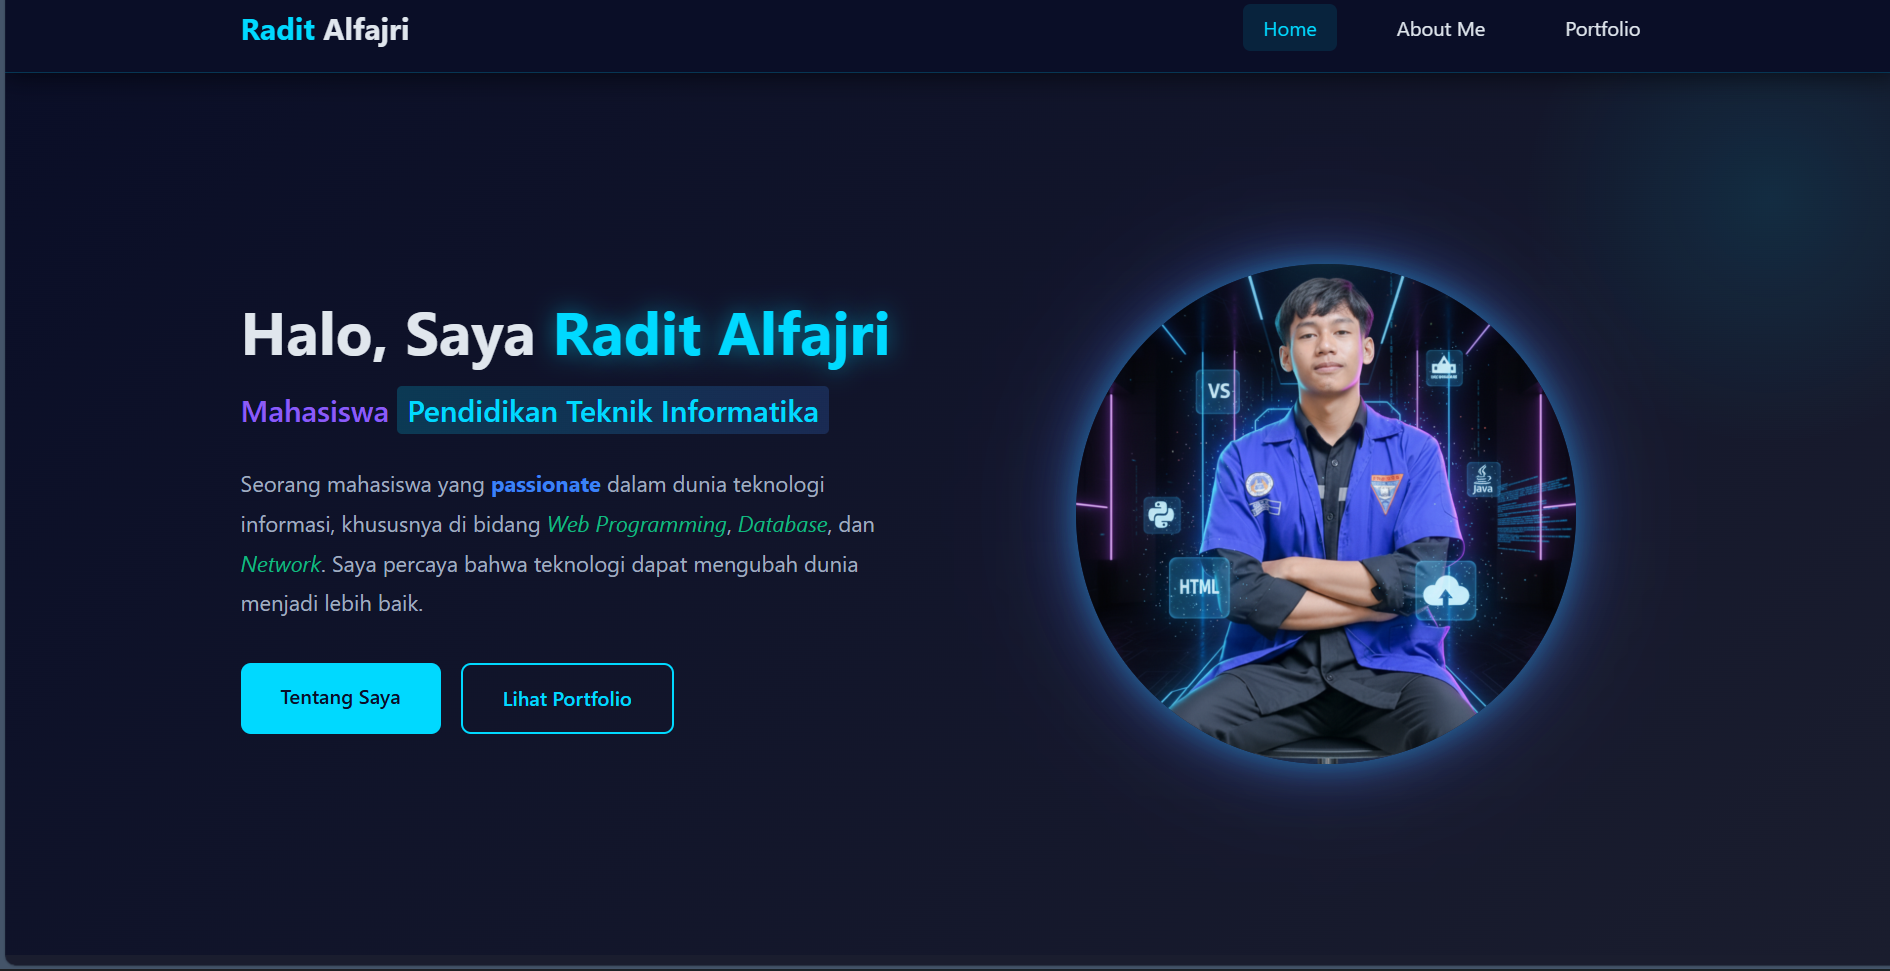 Radit Alfajri
Home
About Me
Portfolio
Halo, Saya Radit Alfajri
Mahasiswa Pendidikan Teknik Informatika
Seorang mahasiswa yang passionate dalam dunia teknologi
informasi, khususnya di bidang Web Programming, Database, dan
Network. Saya percaya bahwa teknologi dapat mengubah dunia
menjadi lebih baik.
Tentang Saya
Lihat Portfolio
VS
Java
HTML